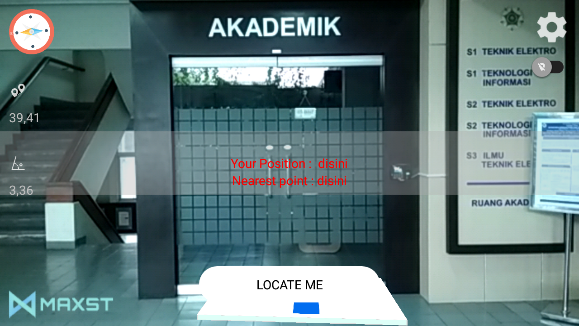 AKADEMIK
S1 TEKNIK ELEKTRO
S1 TEKNOLOGI
INFORMASI
S2 TEKNIK ELEKTRO
S2 TEKNOLOGI
INFORMASI
S3 ILMU
TEKNIK ELE
RUANG AKAD
39,41
3,36
Your Position : disini
Nearest point : disini
LOCATE ME
MAXST